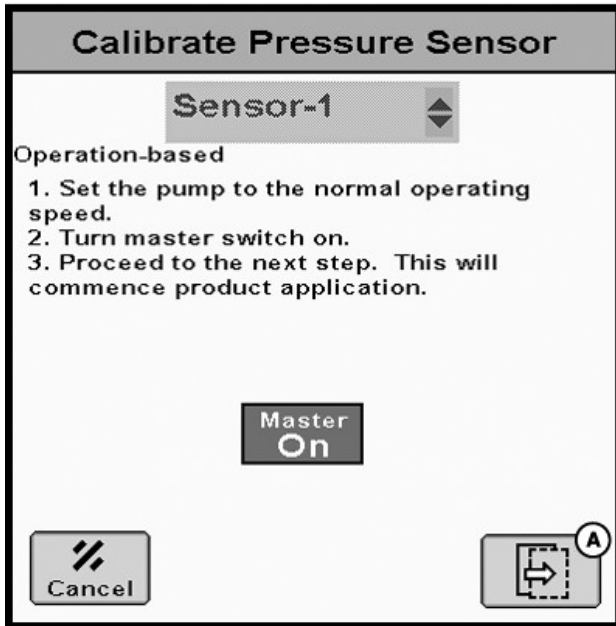 Calibrate Pressure Sensor
Sensor-1
Operation-based
1. Set the pump to the normal operating
speed.
2. Turn master switch on.
3. Proceed to the next step. This will
commence product application.
Master
On
Cancel
A